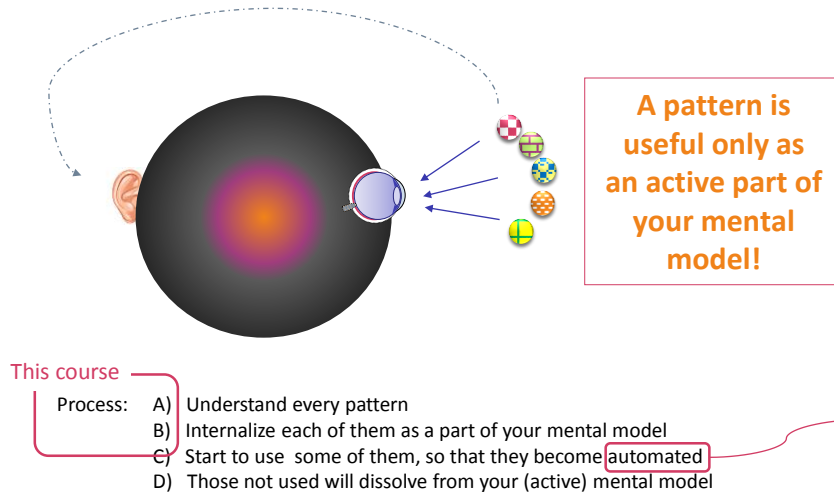 A pattern is
useful only as
an active part of
your mental
model!
This course
Process: A) Understand every pattern
B) Internalize each of them as a part of your mental model
C) Start to use some of them, so that they become automated
D) Those not used will dissolve from your (active) mental model